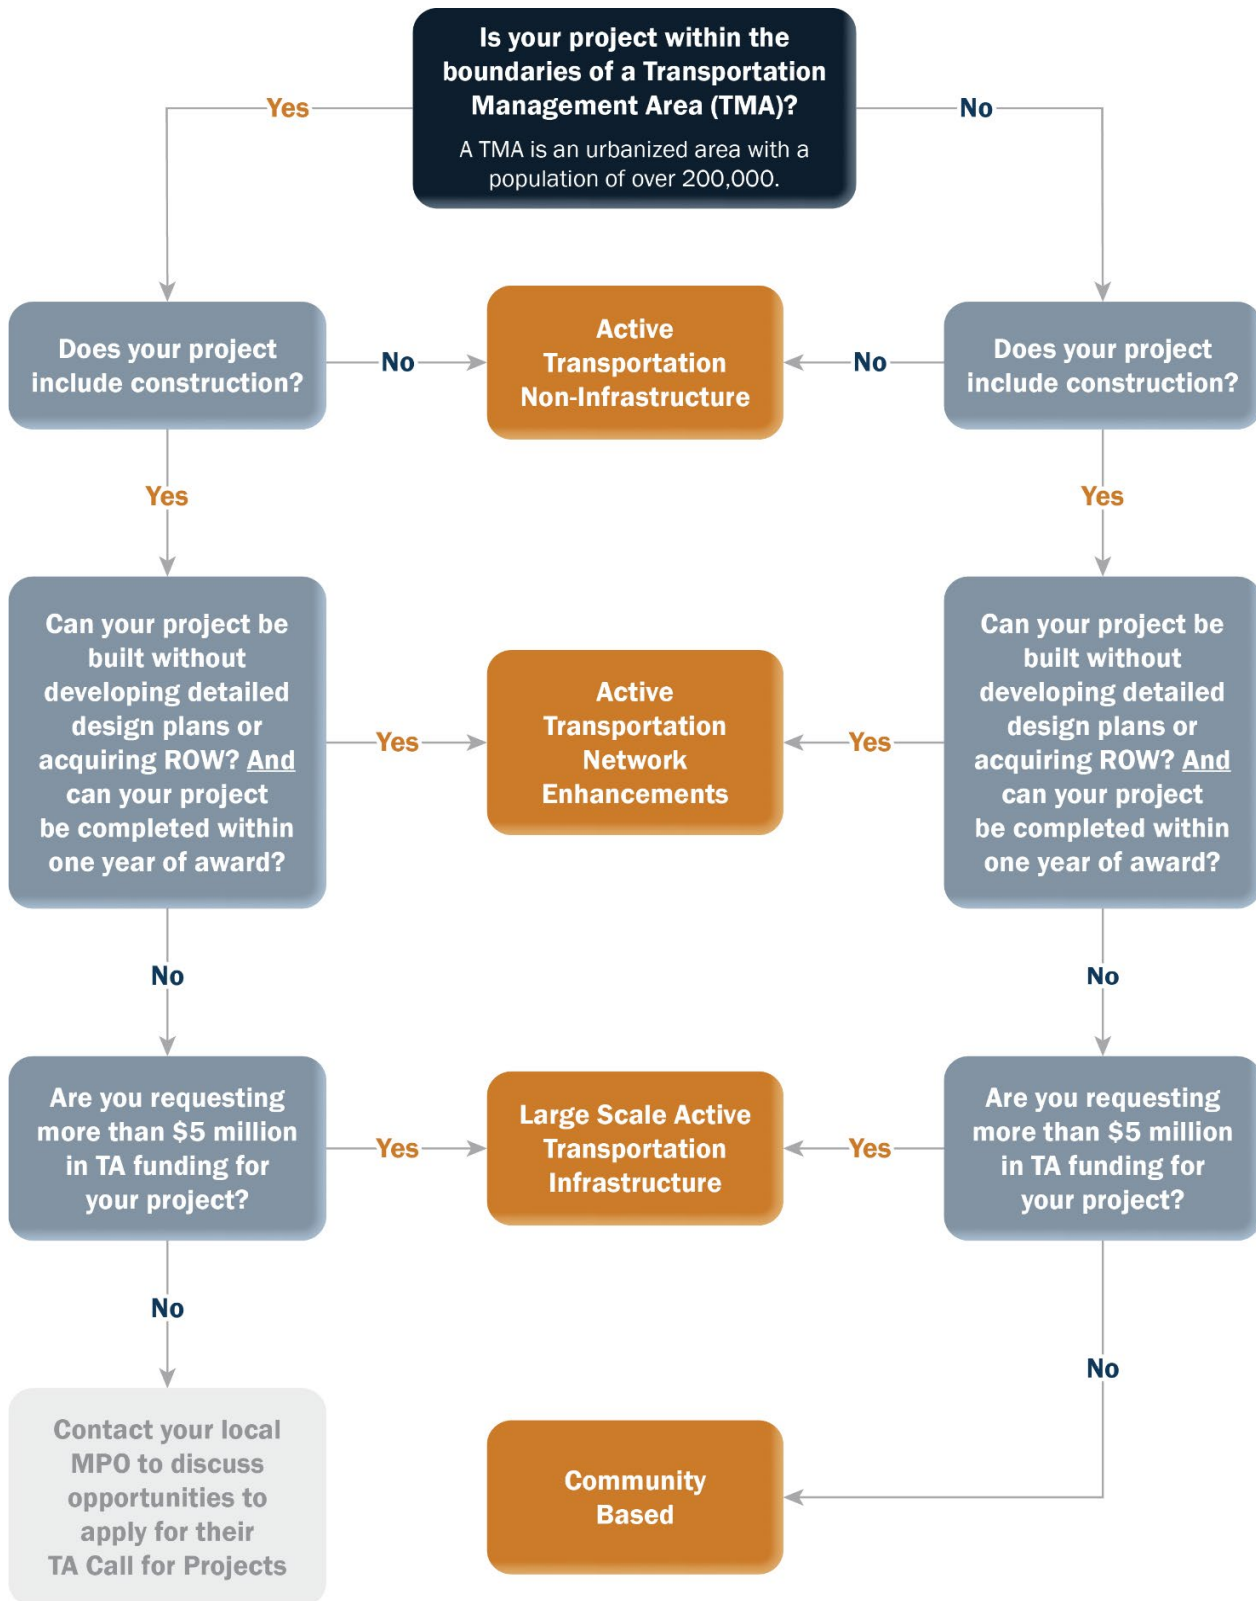 Is your project within the
boundaries of a Transportation
Management Area (TMA)?
A TMA is an urbanized area with a
population of over 200,000.
Yes
No
Does your project
include construction?
No
Active
Transportation
Non-Infrastructure
No
Does your project
include construction?
Yes
Yes
Can your project be
built without
developing detailed
design plans or
acquiring ROW? And
can your project
be completed within
one year of award?
Yes
Active
Transportation
Network
Enhancements
Yes
Can your project be
built without
developing detailed
design plans or
acquiring ROW? And
can your project
be completed within
one year of award?
No
No
Are you requesting
more than $5 million
in TA funding for
your project?
Yes
Large Scale Active
Transportation
Infrastructure
Yes
Are you requesting
more than $5 million
in TA funding for
your project?
No
No
Contact your local
MPO to discuss
opportunities to
apply for their
TA Call for Projects
Community
Based